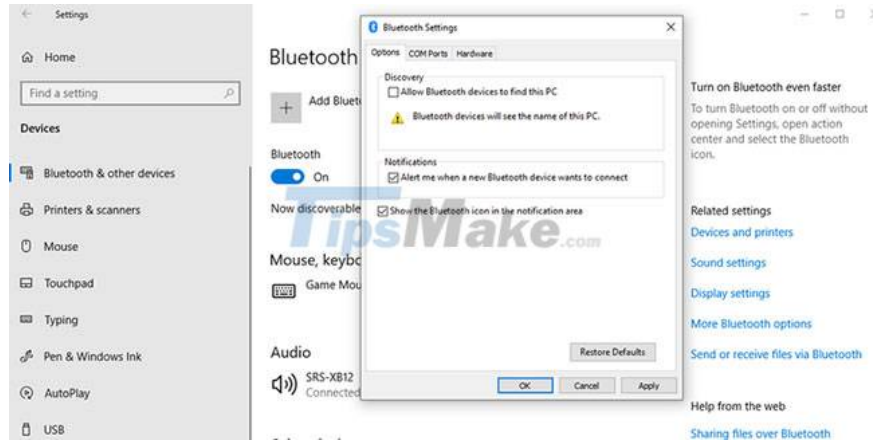 Settings
Home
Find a setting
Devices
Bluetooth & other devices
Printers & scanners
Mouse
Touchpad
Typing
Pen & Windows Ink
AutoPlay
USB
Bluetooth
Add Bluet
Bluetooth
On
Now discoverable
Mouse, keybo
Game Mou
Audio
SRS-XB12
Connected
Bluetooth Settings
Options COM Ports Hardware
Discovery
Allow Bluetooth devices to find this PC
Bluetooth devices will see the name of this PC.
Notifications
Alert me when a new Bluetooth device wants to connect
Show the Bluetooth icon in the notification area
TipsMake.com
Restore Defaults
OK Cancel Apply
Turn on Bluetooth even faster
To turn Bluetooth on or off without
opening Settings, open action
center and select the Bluetooth
icon.
Related settings
Devices and printers
Sound settings
Display settings
More Bluetooth options
Send or receive files via Bluetooth
Help from the web
Sharing files over Bluetooth